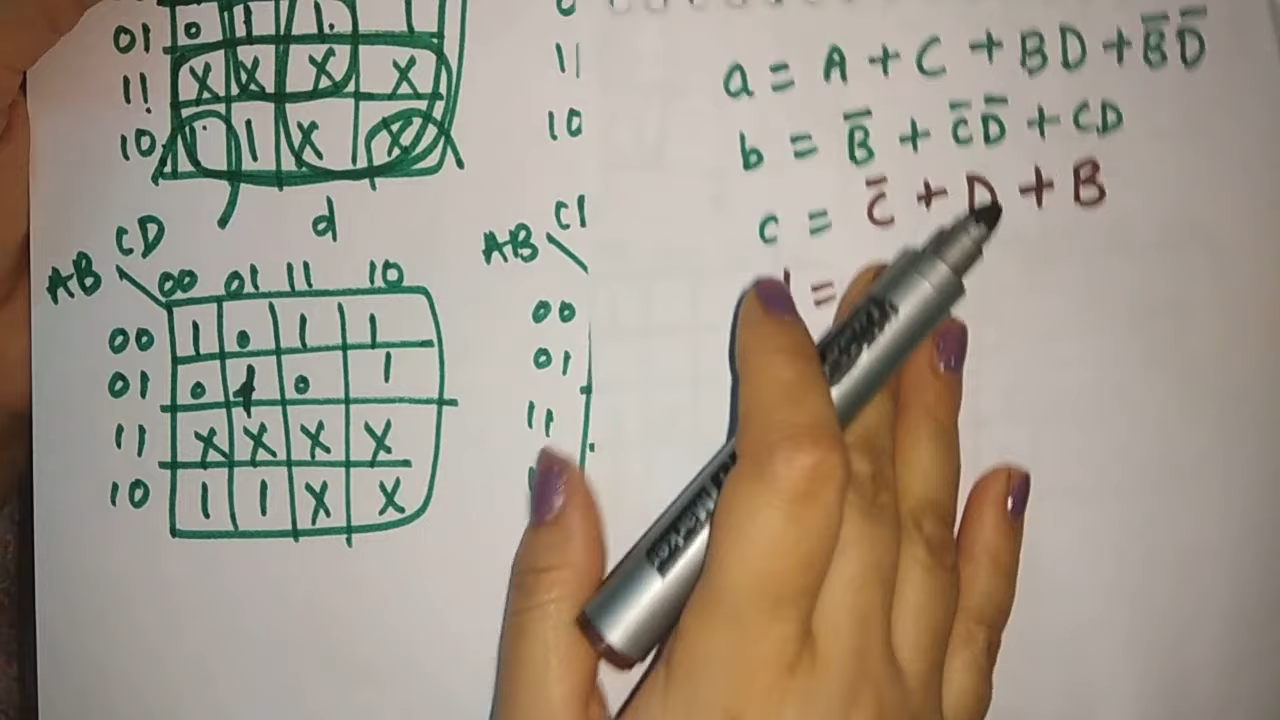 01 0 1 1 1
11 X X X X
10 1 1 X X
0
11
10
a = A + C + BD + B̅ D̅
b = B̅ + C̅ D̅ + CD
c = C̅ + D + B
=
d
CD
AB 00 01 11 10
00 1 0 1 1
01 0 1 0 1
11 X X X X
10 1 1 X X
AB
00
01
11